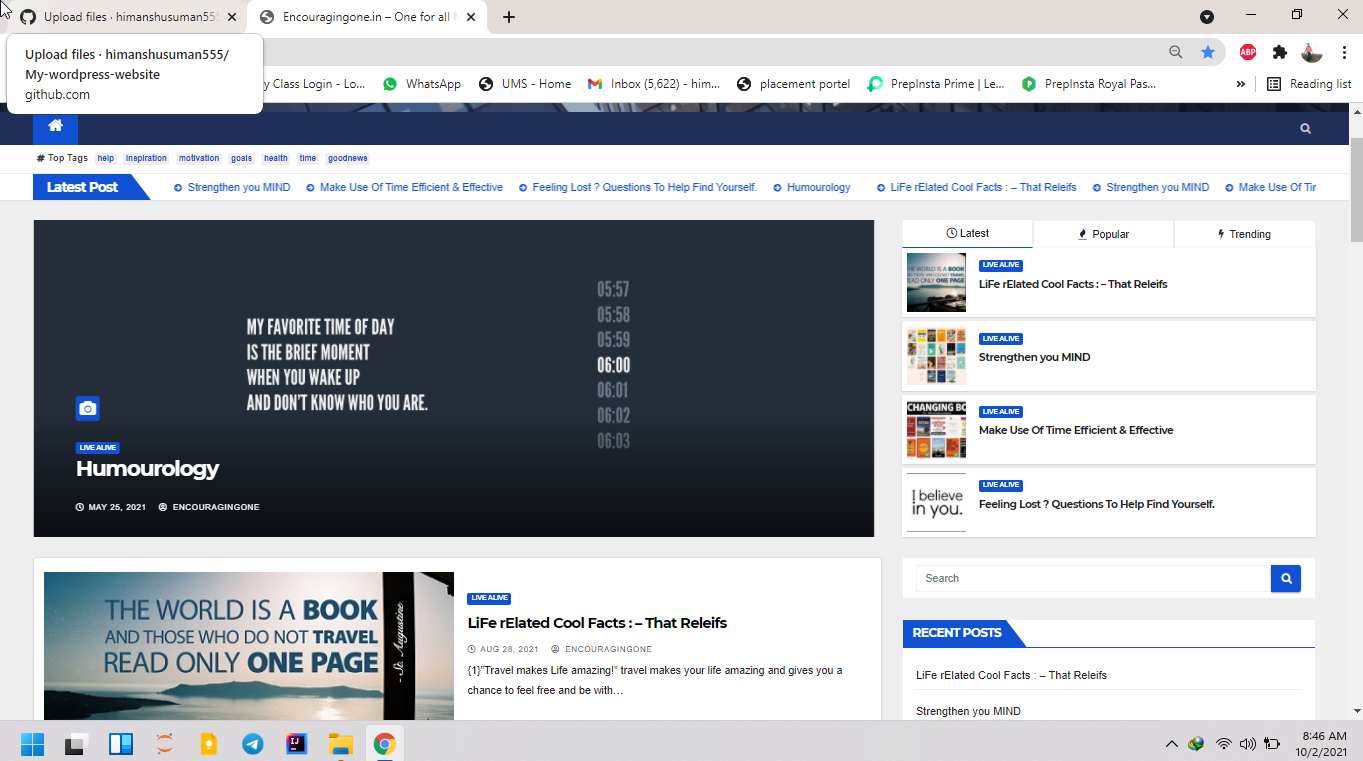 Upload files · himanshusuman555
Encouragingone.in – One for all
Upload files · himanshusuman555/
My-wordpress-website
github.com
ABP
y Class Login - Lo...
WhatsApp
UMS - Home
Inbox (5,622) - him...
placement portel
PrepInsta Prime | Le...
PrepInsta Royal Pas...
»
Reading list
# Top Tags help inspiration motivation goals health time goodnews
Latest Post
Strengthen you MIND
Make Use Of Time Efficient & Effective
Feeling Lost ? Questions To Help Find Yourself.
Humourology
LiFe rElated Cool Facts : – That Releifs
Strengthen you MIND
Make Use Of Tir
MY FAVORITE TIME OF DAY
IS THE BRIEF MOMENT
WHEN YOU WAKE UP
AND DON'T KNOW WHO YOU ARE.
05:57
05:58
05:59
06:00
06:01
06:02
06:03
LIVE ALIVE
Humourology
MAY 25, 2021 ENCOURAGINGONE
Latest
Popular
Trending
THE WORLD IS A BOOK
AND THOSE WHO DO NOT TRAVEL
READ ONLY ONE PAGE
LIVE ALIVE
LiFe rElated Cool Facts : – That Releifs
LIVE ALIVE
Strengthen you MIND
CHANGING BO
LIVE ALIVE
Make Use Of Time Efficient & Effective
I believe
in you.
LIVE ALIVE
Feeling Lost ? Questions To Help Find Yourself.
THE WORLD IS A BOOK
AND THOSE WHO DO NOT TRAVEL
READ ONLY ONE PAGE
- St. Augustine
LIVE ALIVE
LiFe rElated Cool Facts : – That Releifs
AUG 28, 2021 ENCOURAGINGONE
{1}"Travel makes Life amazing!" travel makes your life amazing and gives you a
chance to feel free and be with…
Search
RECENT POSTS
LiFe rElated Cool Facts : – That Releifs
Strengthen you MIND
IJ
8:46 AM
10/2/2021